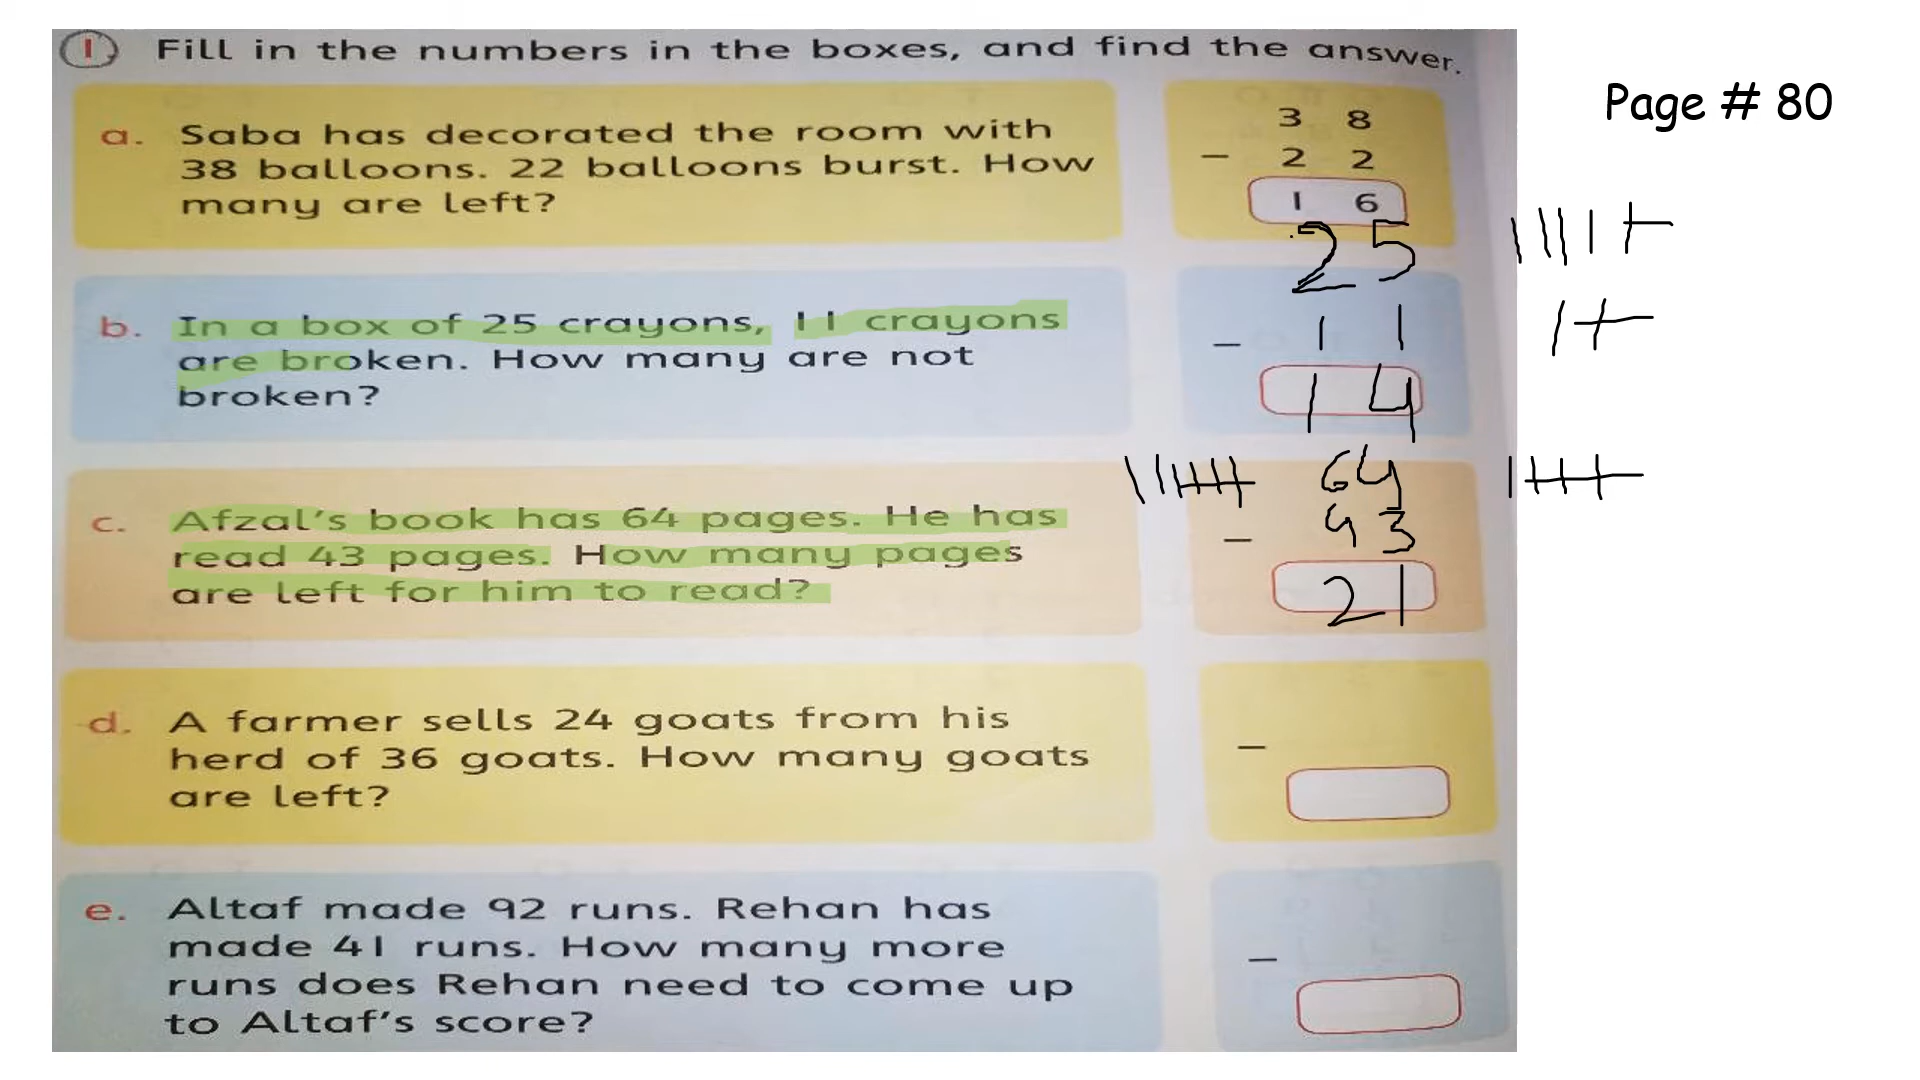 1 Fill in the numbers in the boxes, and find the answer.
Page # 80
a. Saba has decorated the room with
38 balloons. 22 balloons burst. How
many are left?
3 8
– 2 2
1 6
b. In a box of 25 crayons, 11 crayons
are broken. How many are not
broken?
25
– 1 1
1 4
c. Afzal's book has 64 pages. He has
read 43 pages. How many pages
are left for him to read?
64
– 43
21
d. A farmer sells 24 goats from his
herd of 36 goats. How many goats
are left?
–
e. Altaf made 92 runs. Rehan has
made 41 runs. How many more
runs does Rehan need to come up
to Altaf's score?
–